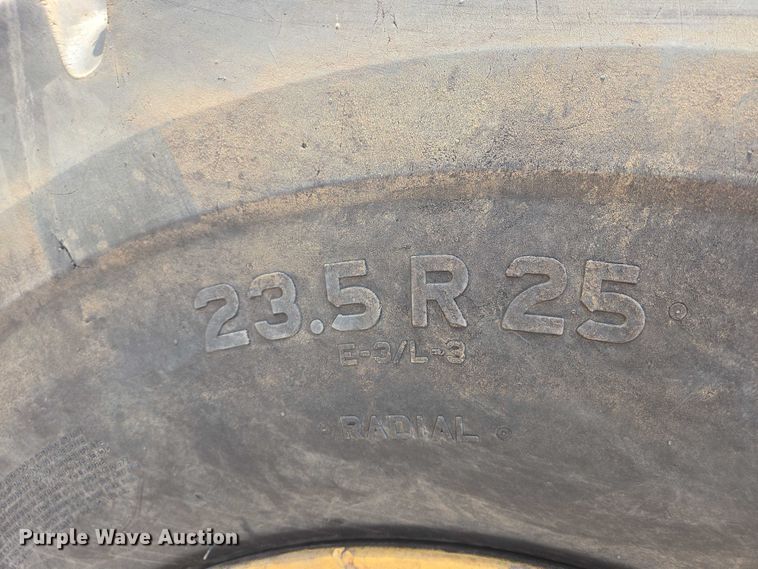 23.5 R 25
E-3/L-3
RADIAL
Purple Wave Auction